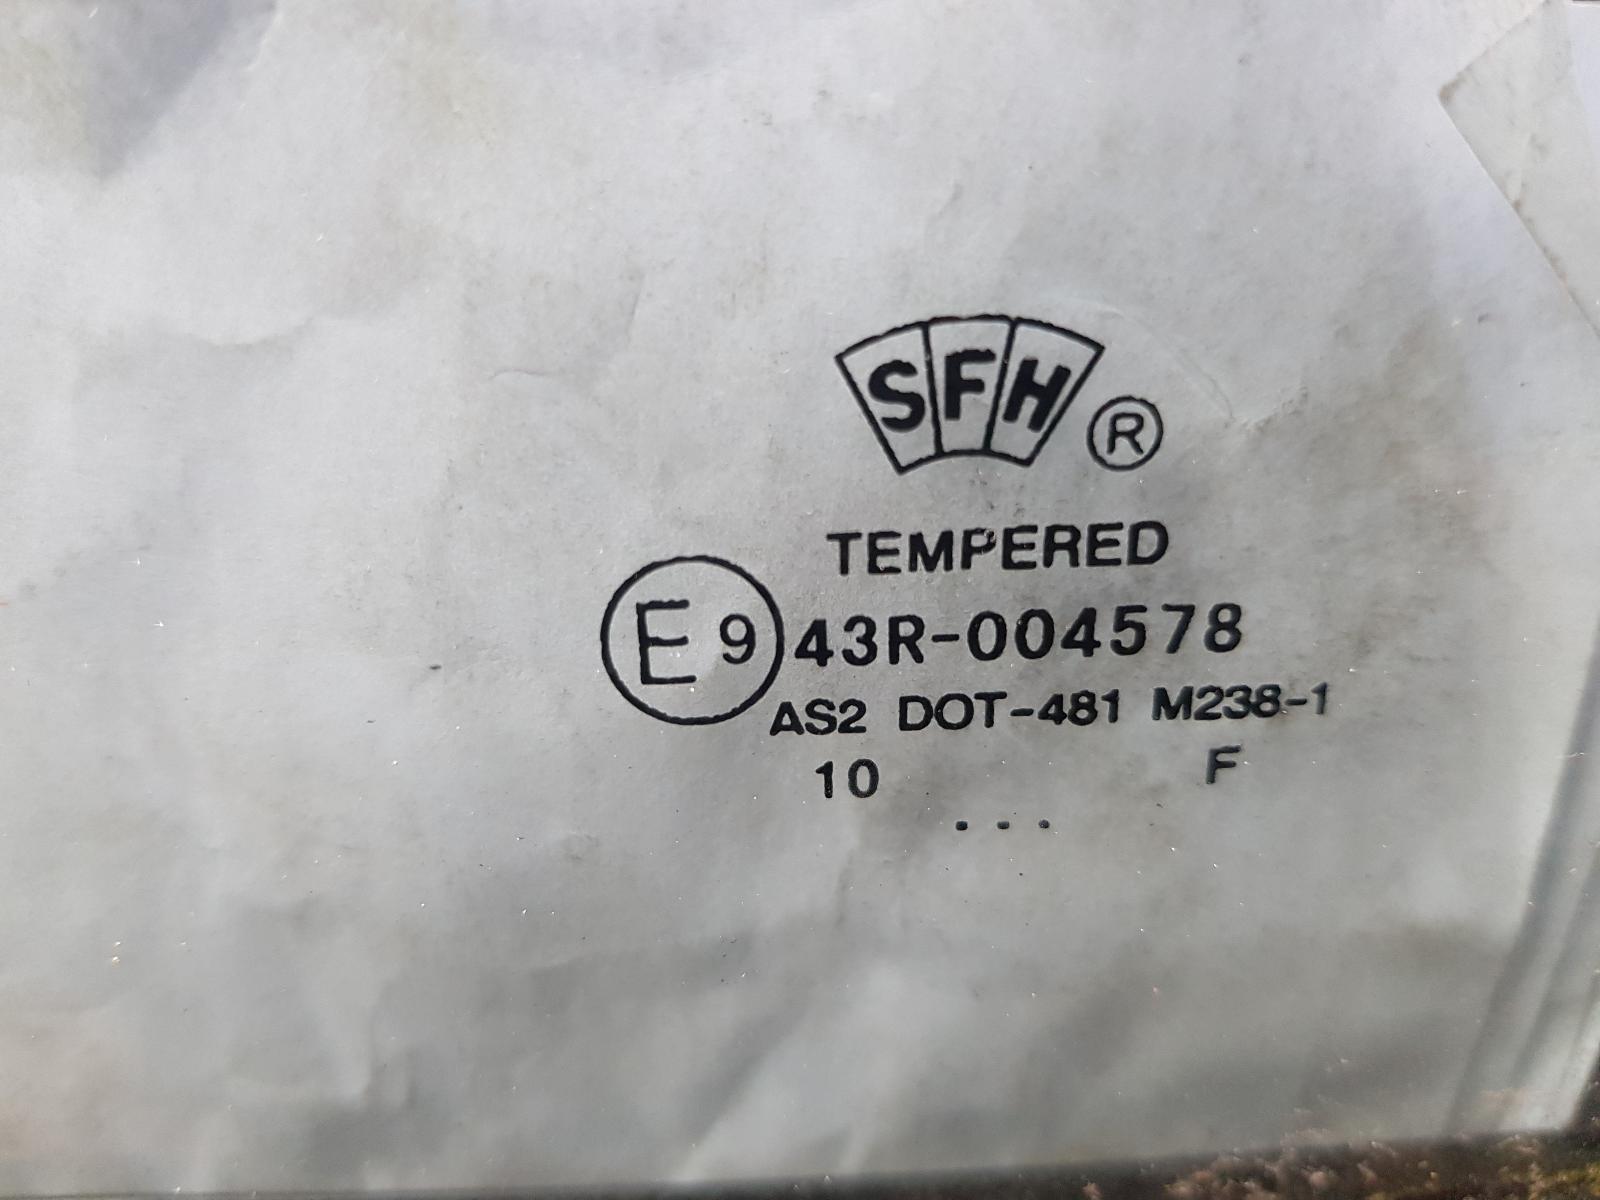 SFH ®
TEMPERED
E9 43R-004578
AS2 DOT-481 M238-1
10 F
...